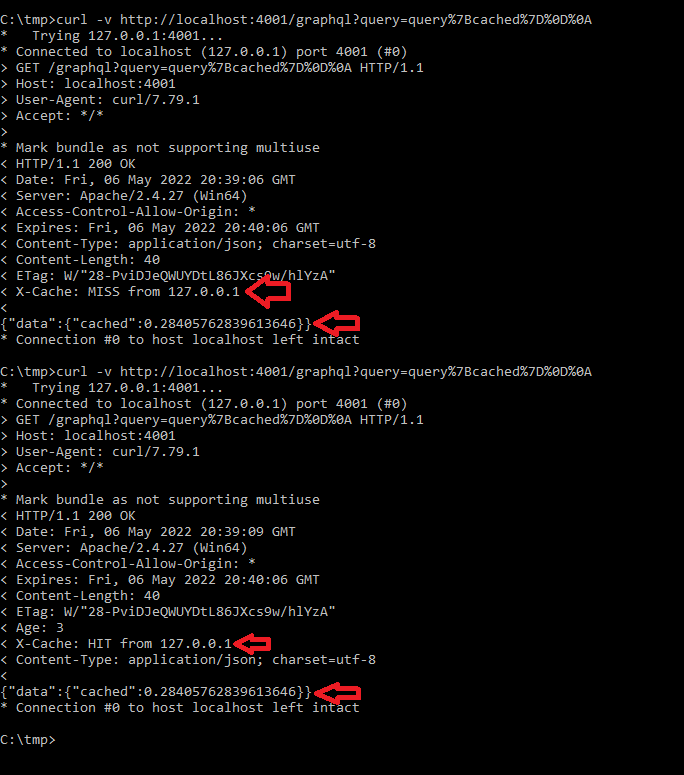 C:\tmp>curl -v http://localhost:4001/graphql?query=query%7Bcached%7D%0D%0A
*   Trying 127.0.0.1:4001...
* Connected to localhost (127.0.0.1) port 4001 (#0)
> GET /graphql?query=query%7Bcached%7D%0D%0A HTTP/1.1
> Host: localhost:4001
> User-Agent: curl/7.79.1
> Accept: */*
>
* Mark bundle as not supporting multiuse
< HTTP/1.1 200 OK
< Date: Fri, 06 May 2022 20:39:06 GMT
< Server: Apache/2.4.27 (Win64)
< Access-Control-Allow-Origin: *
< Expires: Fri, 06 May 2022 20:40:06 GMT
< Content-Type: application/json; charset=utf-8
< Content-Length: 40
< ETag: W/"28-PviDJeQWUYDtL86JXcs9w/hlYzA"
< X-Cache: MISS from 127.0.0.1
<
{"data":{"cached":0.28405762839613646}}
* Connection #0 to host localhost left intact
C:\tmp>curl -v http://localhost:4001/graphql?query=query%7Bcached%7D%0D%0A
*   Trying 127.0.0.1:4001...
* Connected to localhost (127.0.0.1) port 4001 (#0)
> GET /graphql?query=query%7Bcached%7D%0D%0A HTTP/1.1
> Host: localhost:4001
> User-Agent: curl/7.79.1
> Accept: */*
>
* Mark bundle as not supporting multiuse
< HTTP/1.1 200 OK
< Date: Fri, 06 May 2022 20:39:09 GMT
< Server: Apache/2.4.27 (Win64)
< Access-Control-Allow-Origin: *
< Expires: Fri, 06 May 2022 20:40:06 GMT
< Content-Length: 40
< ETag: W/"28-PviDJeQWUYDtL86JXcs9w/hlYzA"
< Age: 3
< X-Cache: HIT from 127.0.0.1
< Content-Type: application/json; charset=utf-8
<
{"data":{"cached":0.28405762839613646}}
* Connection #0 to host localhost left intact
C:\tmp>